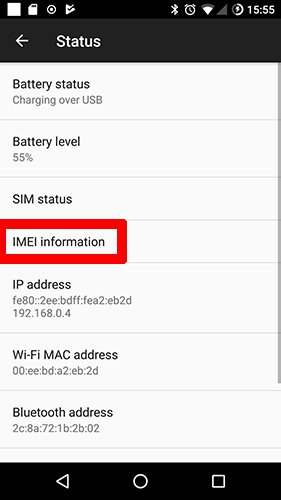 15:55
Status
Battery status
Charging over USB
Battery level
55%
SIM status
IMEI information
IP address
fe80::2ee:bdff:fea2:eb2d
192.168.0.4
Wi-Fi MAC address
00:ee:bd:a2:eb:2d
Bluetooth address
2c:8a:72:1b:2b:02